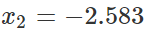 x₂ = −2.583